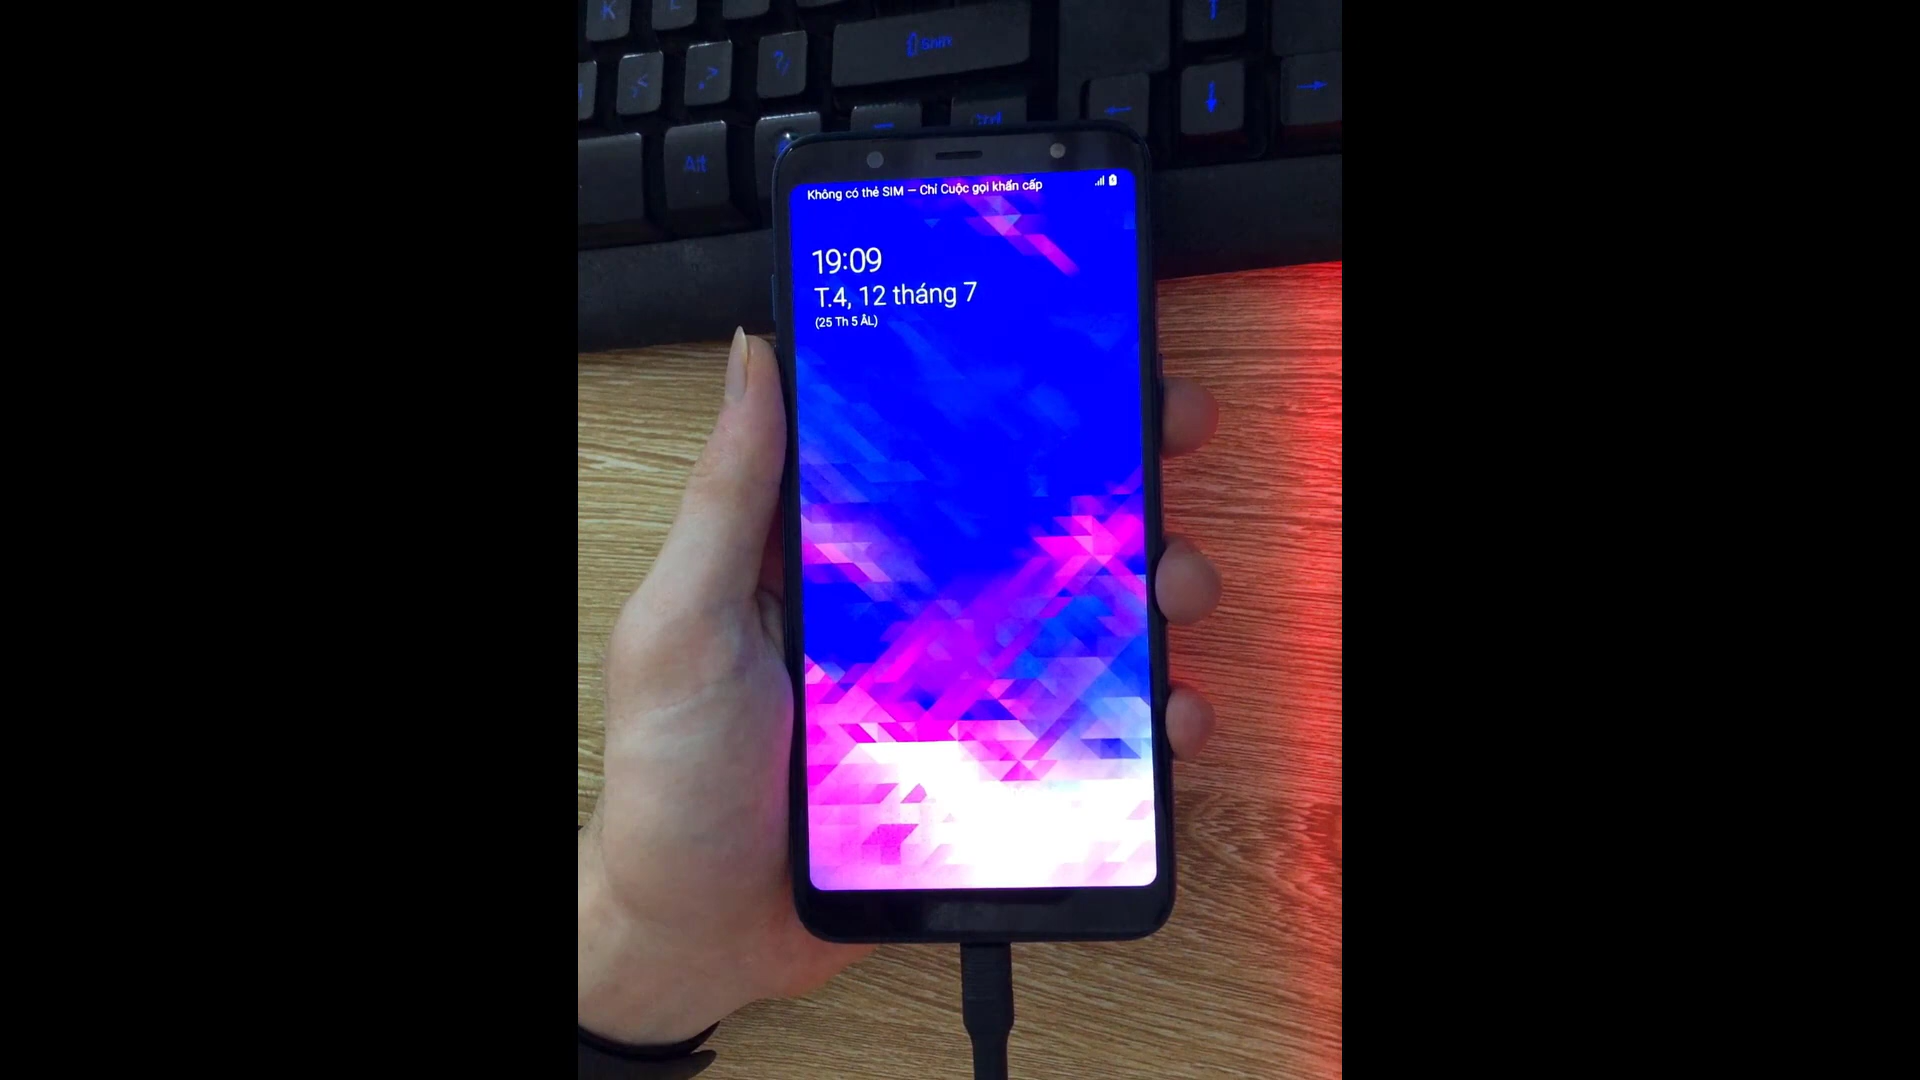 K
L
Shift
Alt
Ctrl
Không có thẻ SIM – Chỉ Cuộc gọi khẩn cấp
19:09
T.4, 12 tháng 7
(25 Th 5 ÂL)